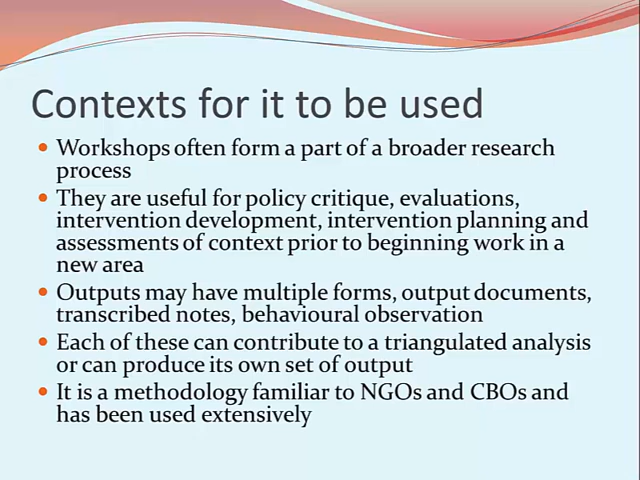 Contexts for it to be used
• Workshops often form a part of a broader research
process
• They are useful for policy critique, evaluations,
intervention development, intervention planning and
assessments of context prior to beginning work in a
new area
• Outputs may have multiple forms, output documents,
transcribed notes, behavioural observation
• Each of these can contribute to a triangulated analysis
or can produce its own set of output
• It is a methodology familiar to NGOs and CBOs and
has been used extensively